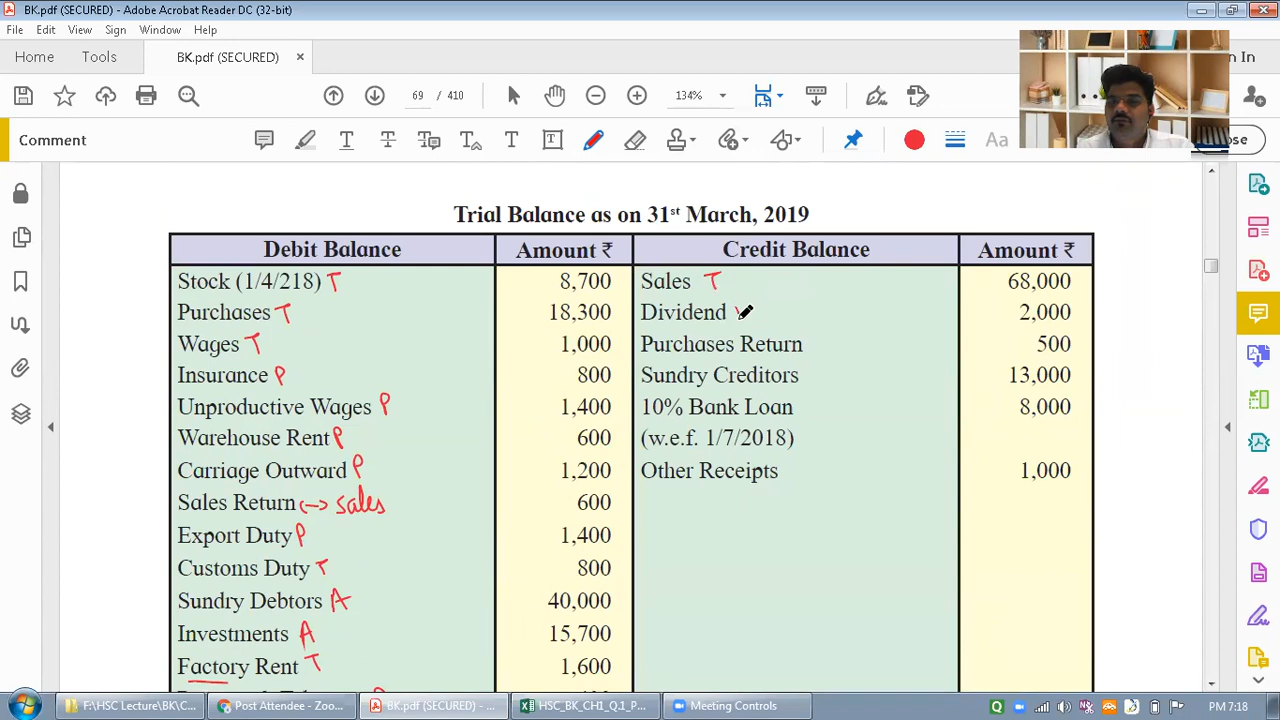 BK.pdf (SECURED) - Adobe Acrobat Reader DC (32-bit)
File Edit View Sign Window Help
Home Tools BK.pdf (SECURED) × In
69 / 410 134%
Comment Aa ose
Trial Balance as on 31st March, 2019
Debit Balance Amount ₹ Credit Balance Amount ₹
Stock (1/4/218) T 8,700 Sales T 68,000
Purchases T 18,300 Dividend 2,000
Wages T 1,000 Purchases Return 500
Insurance P 800 Sundry Creditors 13,000
Unproductive Wages P 1,400 10% Bank Loan 8,000
Warehouse Rent P 600 (w.e.f. 1/7/2018)
Carriage Outward P 1,200 Other Receipts 1,000
Sales Return (-) → sales 600
Export Duty P 1,400
Customs Duty T 800
Sundry Debtors A 40,000
Investments A 15,700
Factory Rent T 1,600
F:\HSC Lecture\BK\C... Post Attendee - Zoo... BK.pdf (SECURED) - ... HSC_BK_CH1_Q.1_P... Meeting Controls PM 7:18